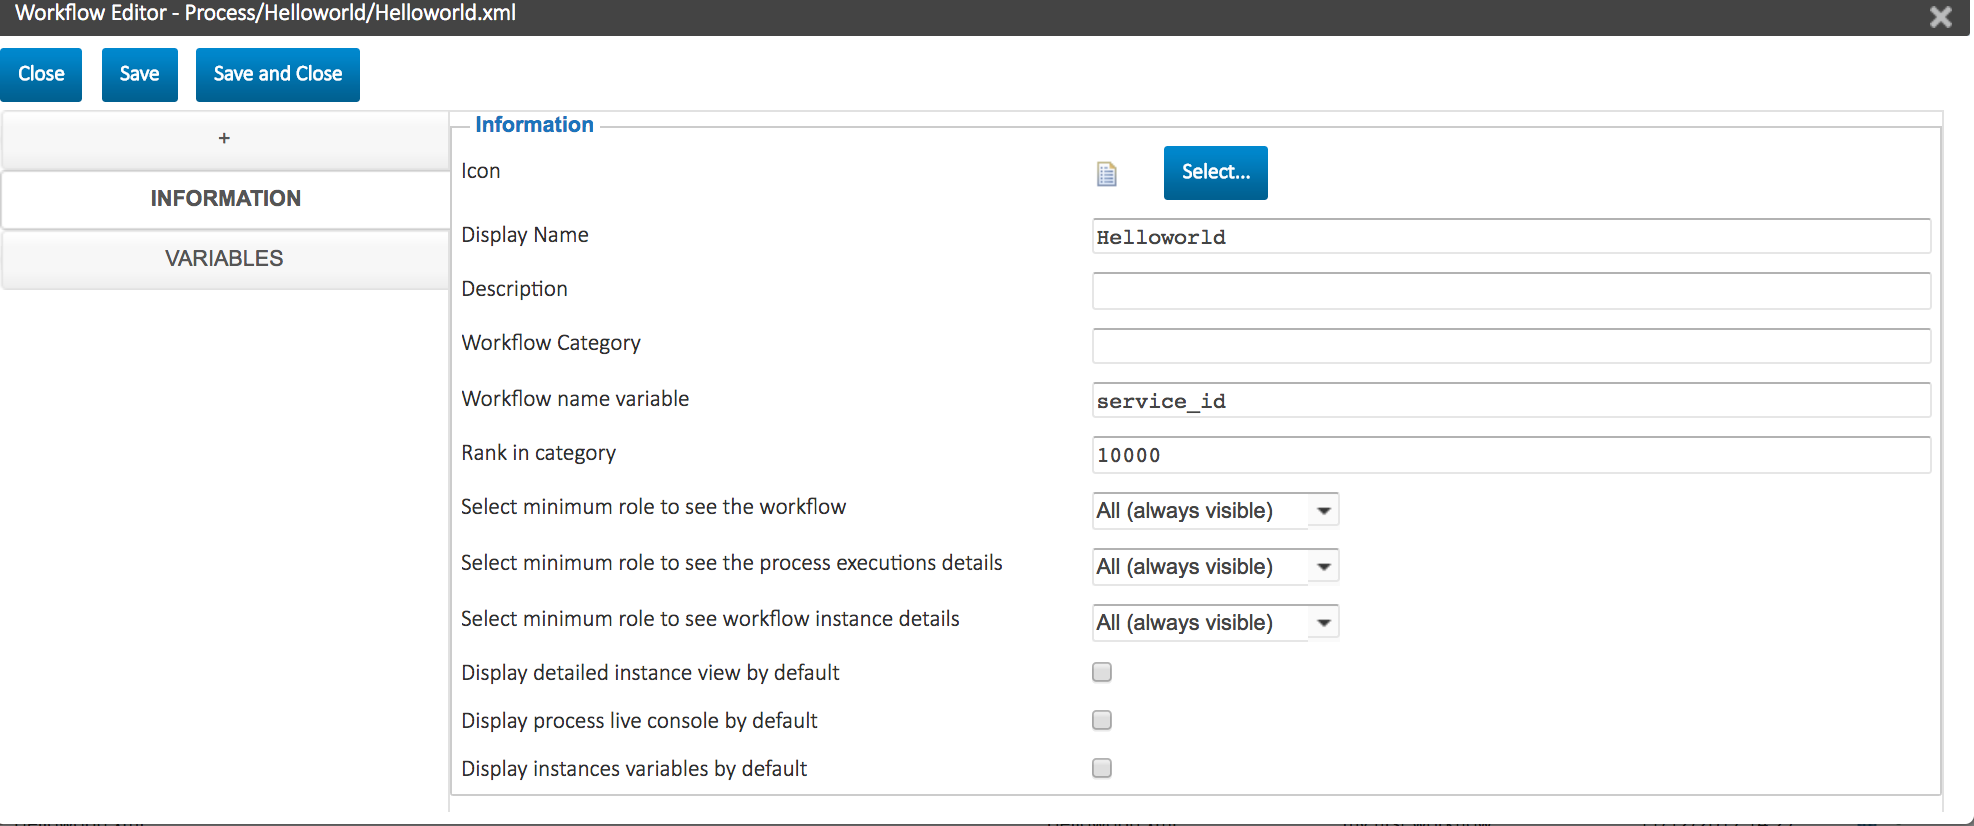 Workflow Editor - Process/Helloworld/Helloworld.xml
Close Save Save and Close
+
INFORMATION
VARIABLES
Information
Icon Select...
Display Name Helloworld
Description
Workflow Category
Workflow name variable service_id
Rank in category 10000
Select minimum role to see the workflow All (always visible)
Select minimum role to see the process executions details All (always visible)
Select minimum role to see workflow instance details All (always visible)
Display detailed instance view by default
Display process live console by default
Display instances variables by default